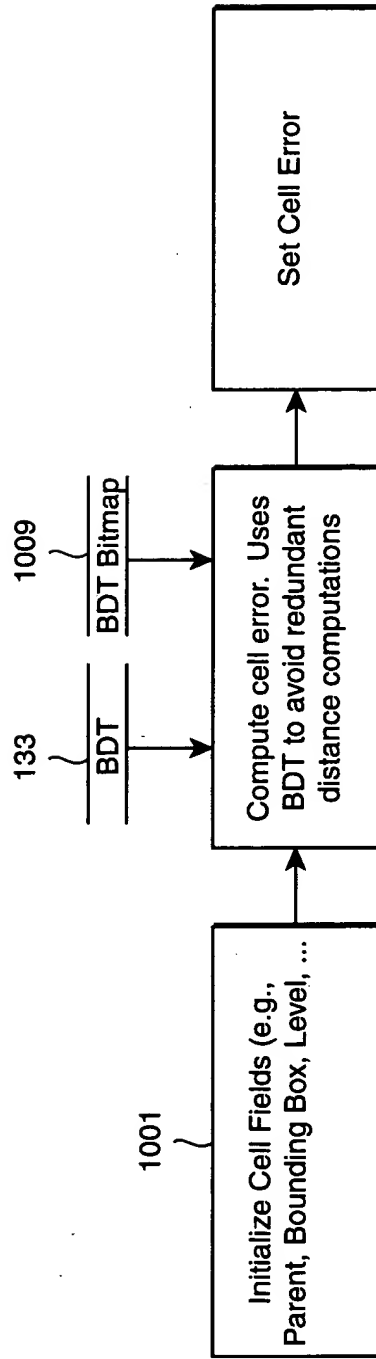 1001
Initialize Cell Fields (e.g.,
Parent, Bounding Box, Level, ...
133
BDT
1009
BDT Bitmap
Compute cell error. Uses
BDT to avoid redundant
distance computations
Set Cell Error